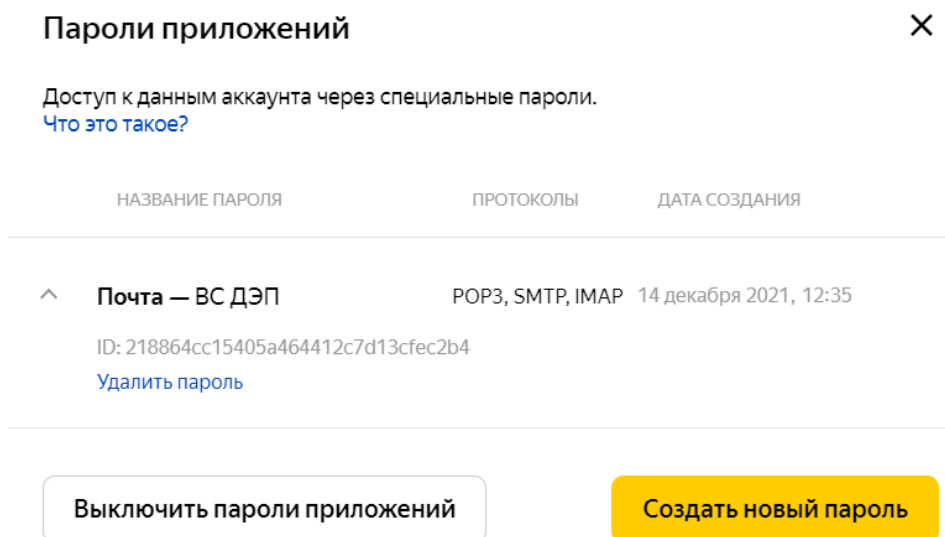 Пароли приложений
Доступ к данным аккаунта через специальные пароли.
Что это такое?
НАЗВАНИЕ ПАРОЛЯ ПРОТОКОЛЫ ДАТА СОЗДАНИЯ
Почта — ВС ДЭП POP3, SMTP, IMAP 14 декабря 2021, 12:35
ID: 218864cc15405a464412c7d13cfec2b4
Удалить пароль
Выключить пароли приложений Создать новый пароль